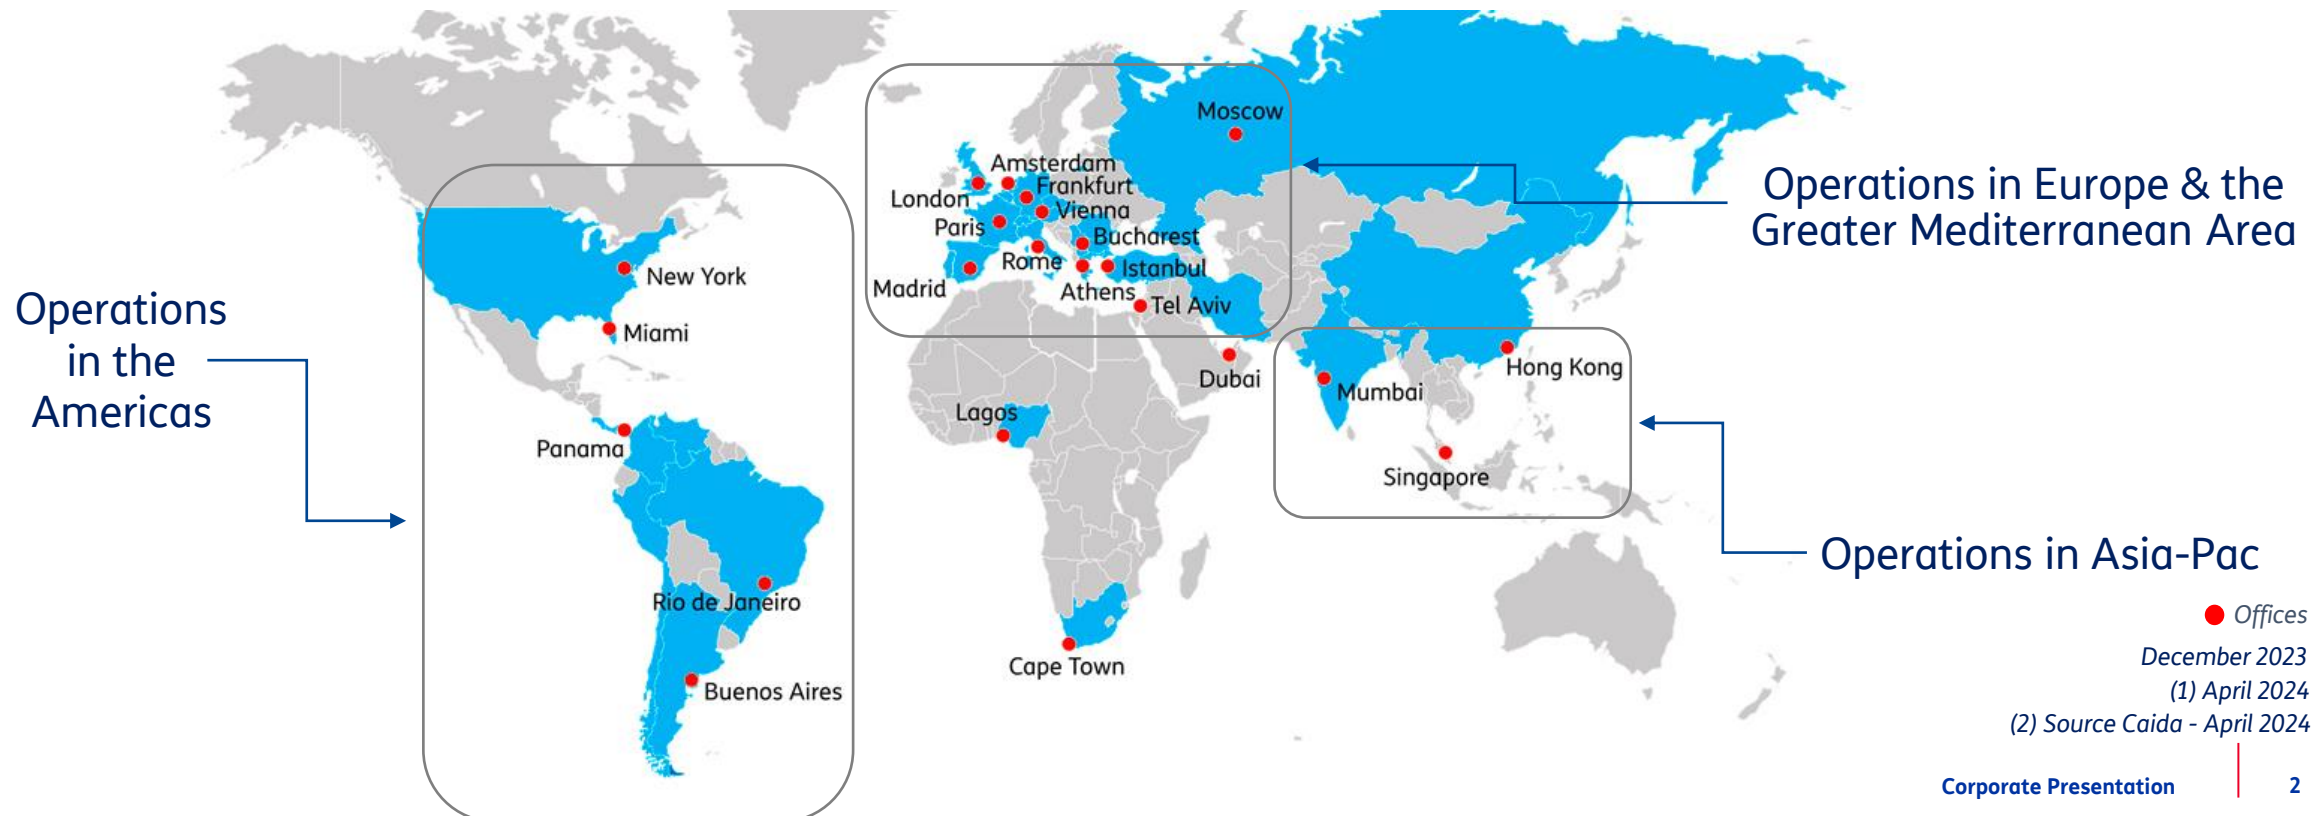 Operations
in the
Americas
New York
Miami
Panama
Rio de Janeiro
Buenos Aires
Moscow
Amsterdam
London
Frankfurt
Vienna
Paris
Bucharest
Rome
Istanbul
Madrid
Athens
Tel Aviv
Dubai
Lagos
Cape Town
Hong Kong
Mumbai
Singapore
Operations in Europe & the
Greater Mediterranean Area
Operations in Asia-Pac
Offices
December 2023
(1) April 2024
(2) Source Caida - April 2024
Corporate Presentation
2